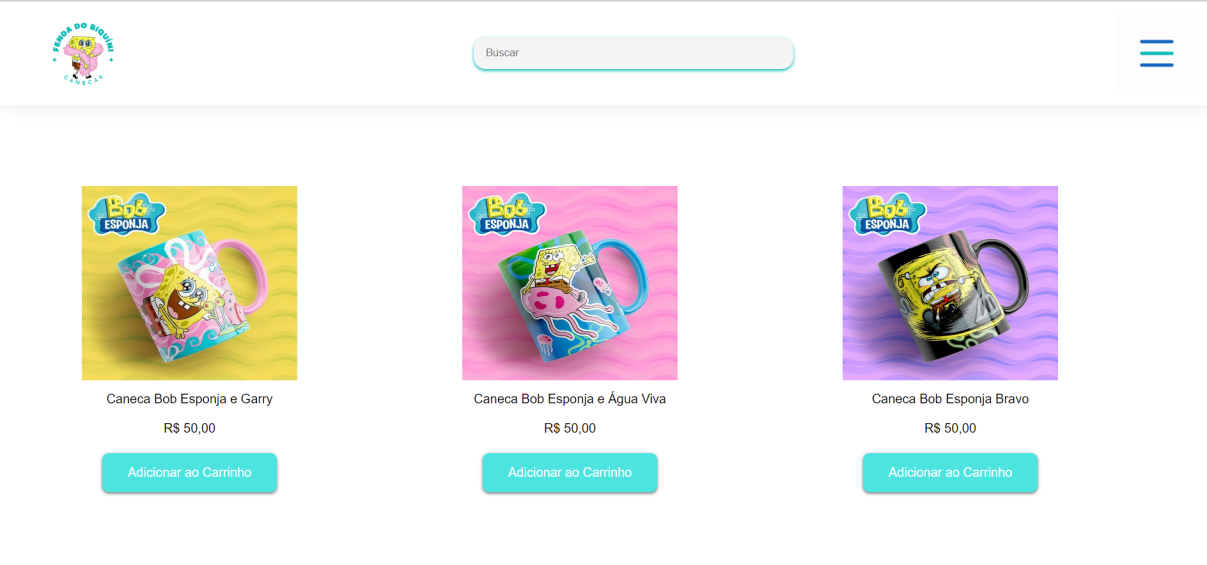 FENDA DO BIQUÍNI
CANECAS
Buscar
Bob
ESPONJA
Bob
ESPONJA
Bob
ESPONJA
Caneca Bob Esponja e Garry
Caneca Bob Esponja e Água Viva
Caneca Bob Esponja Bravo
R$ 50,00
R$ 50,00
R$ 50,00
Adicionar ao Carrinho
Adicionar ao Carrinho
Adicionar ao Carrinho